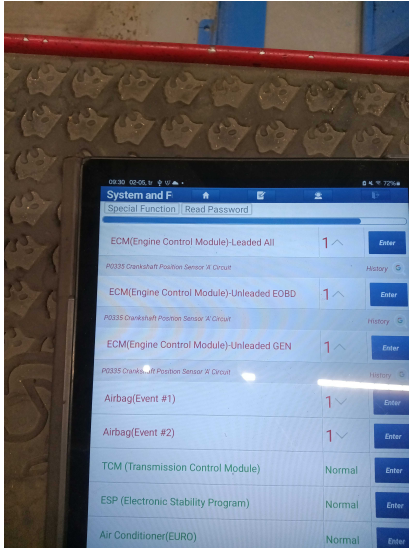 09:30 02-05, tr 72%
System and F
Special Function Read Password
ECM(Engine Control Module)-Leaded All 1 Enter
P0335 Crankshaft Position Sensor 'A' Circuit History
ECM(Engine Control Module)-Unleaded EOBD 1 Enter
P0335 Crankshaft Position Sensor 'A' Circuit History
ECM(Engine Control Module)-Unleaded GEN 1 Enter
P0335 Crankshaft Position Sensor 'A' Circuit History
Airbag(Event #1) 1 Enter
Airbag(Event #2) 1 Enter
TCM (Transmission Control Module) Normal Enter
ESP (Electronic Stability Program) Normal Enter
Air Conditioner(EURO) Normal Enter